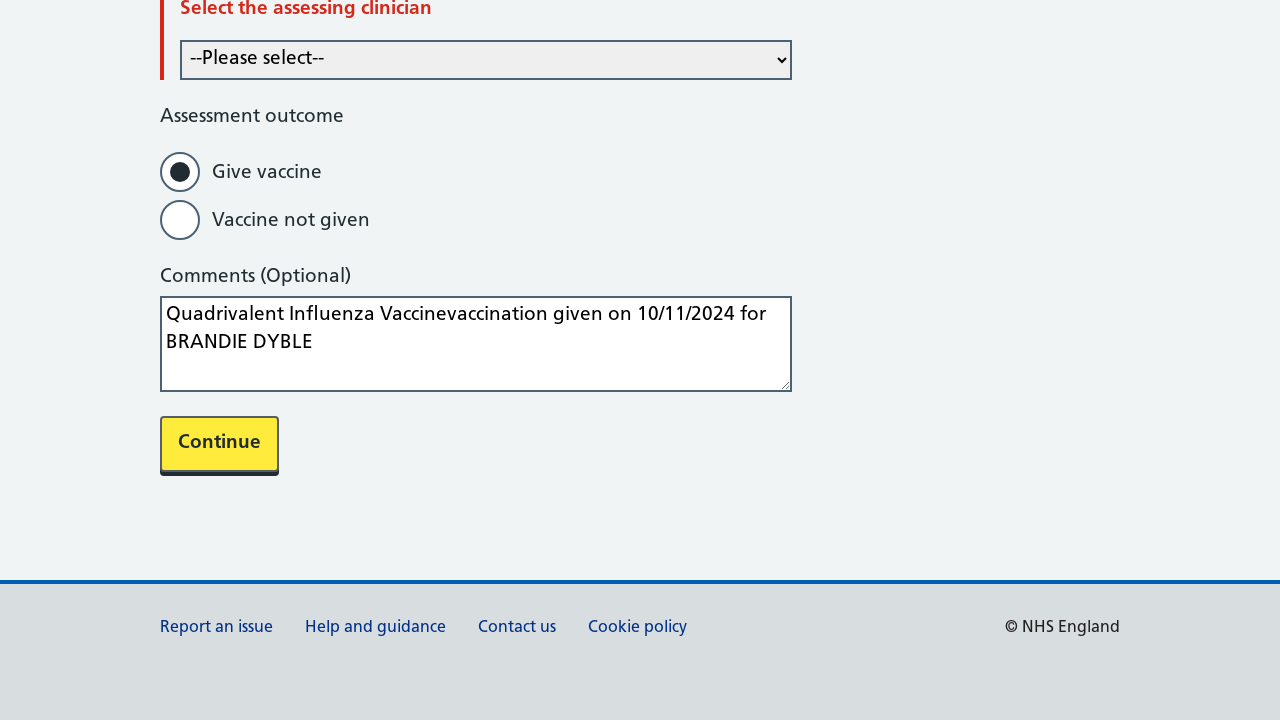 Select the assessing clinician
--Please select--
Assessment outcome
Give vaccine
Vaccine not given
Comments (Optional)
Quadrivalent Influenza Vaccinevaccination given on 10/11/2024 for
BRANDIE DYBLE
Continue
Report an issue Help and guidance Contact us Cookie policy © NHS England